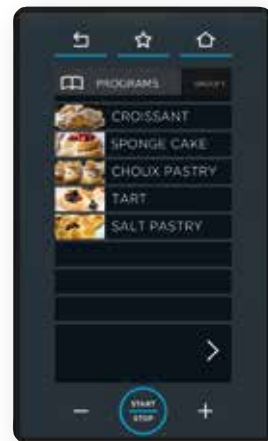 PROGRAMS
CROISSANT
SPONGE CAKE
CHOUX PASTRY
TART
SALT PASTRY
START
STOP